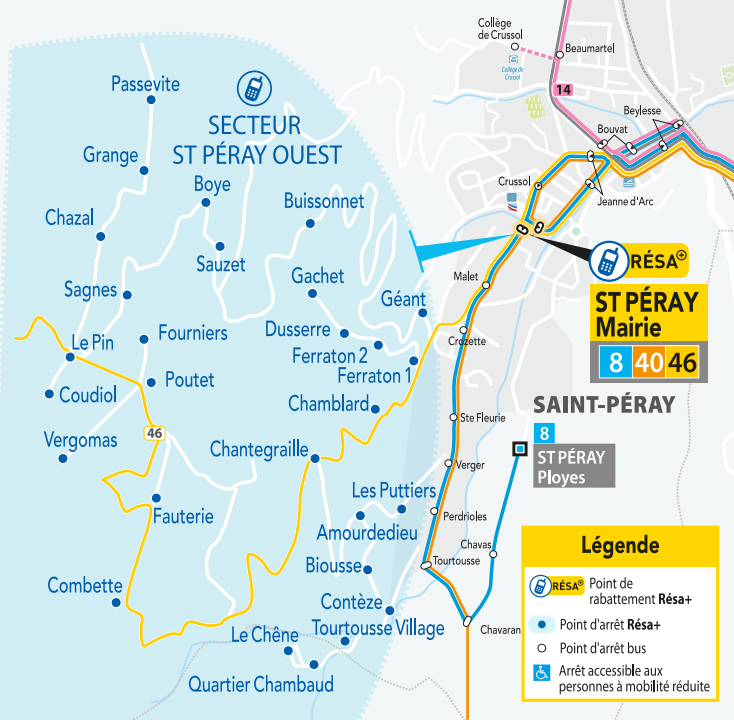 Collège
de Crussol
Beaumartel
Collège de
Crussol
14
Passevite
SECTEUR
ST PÉRAY OUEST
Beylesse
Bouvat
Grange
Boye
Crussol
Jeanne d'Arc
Chazal
Buissonnet
Sauzet
RÉSA+
Gachet
Malet
Sagnes
Géant
ST PÉRAY
Mairie
8 40 46
Le Pin
Fourniers
Dusserre
Crozette
Ferraton 2
Ferraton 1
Coudiol
Poutet
Chamblard
SAINT-PÉRAY
Ste Fleurie
8
ST PÉRAY
Ployes
Vergomas
46
Chantegraille
Verger
Les Puttiers
Fauterie
Amourdedieu
Perdrioles
Chavas
Tourtousse
Biousse
Combette
Contèze
Tourtousse Village
Chavaran
Le Chêne
Quartier Chambaud
Légende
RÉSA+
Point de
rabattement Résa+
Point d'arrêt Résa+
Point d'arrêt bus
Arrêt accessible aux
personnes à mobilité réduite